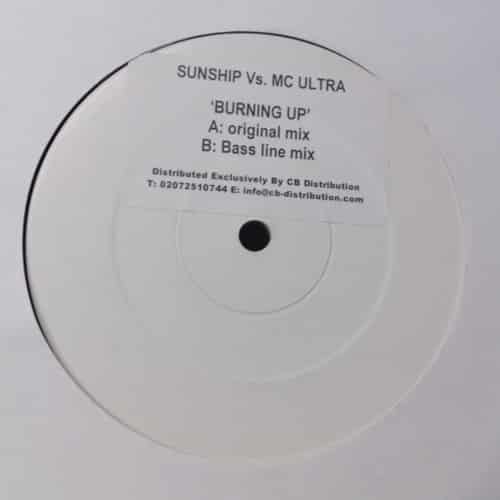 SUNSHIP Vs. MC ULTRA
‘BURNING UP’
A: original mix
B: Bass line mix
Distributed Exclusively By CB Distribution
T: 02072510744 E: info@cb-distribution.com